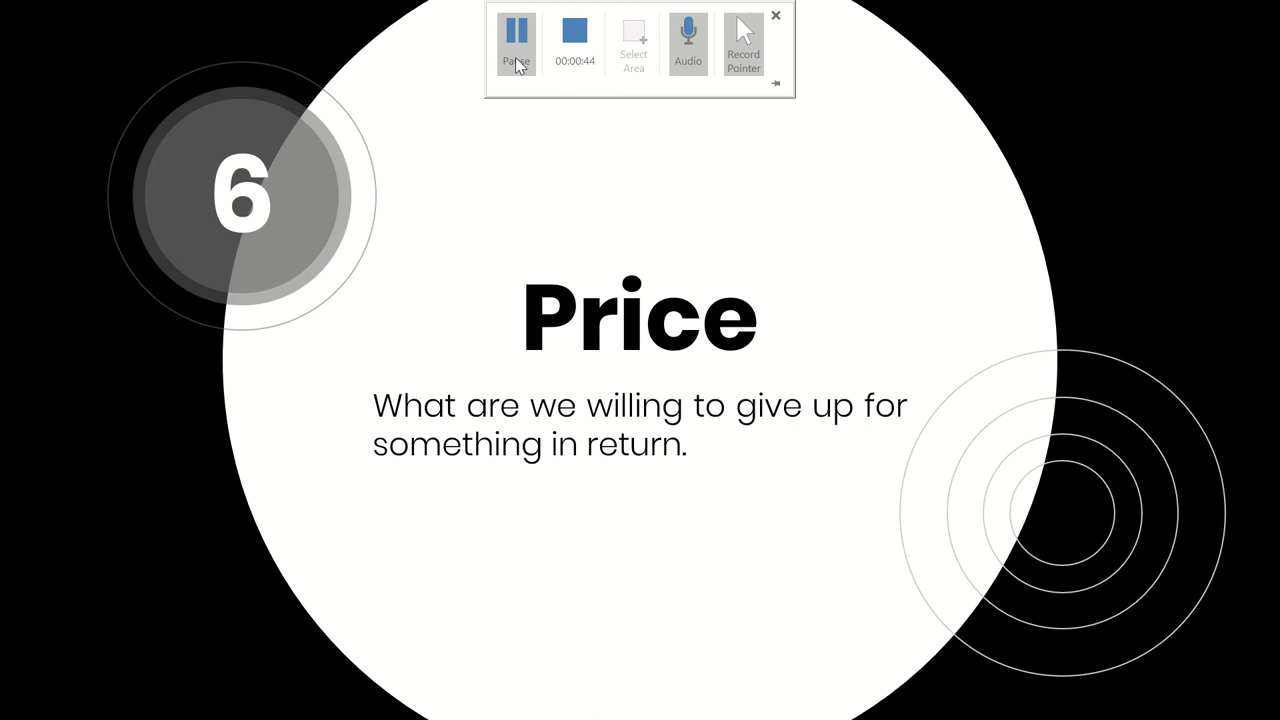 Pause
00:00:44
Select
Area
Audio
Record
Pointer
6
Price
What are we willing to give up for
something in return.